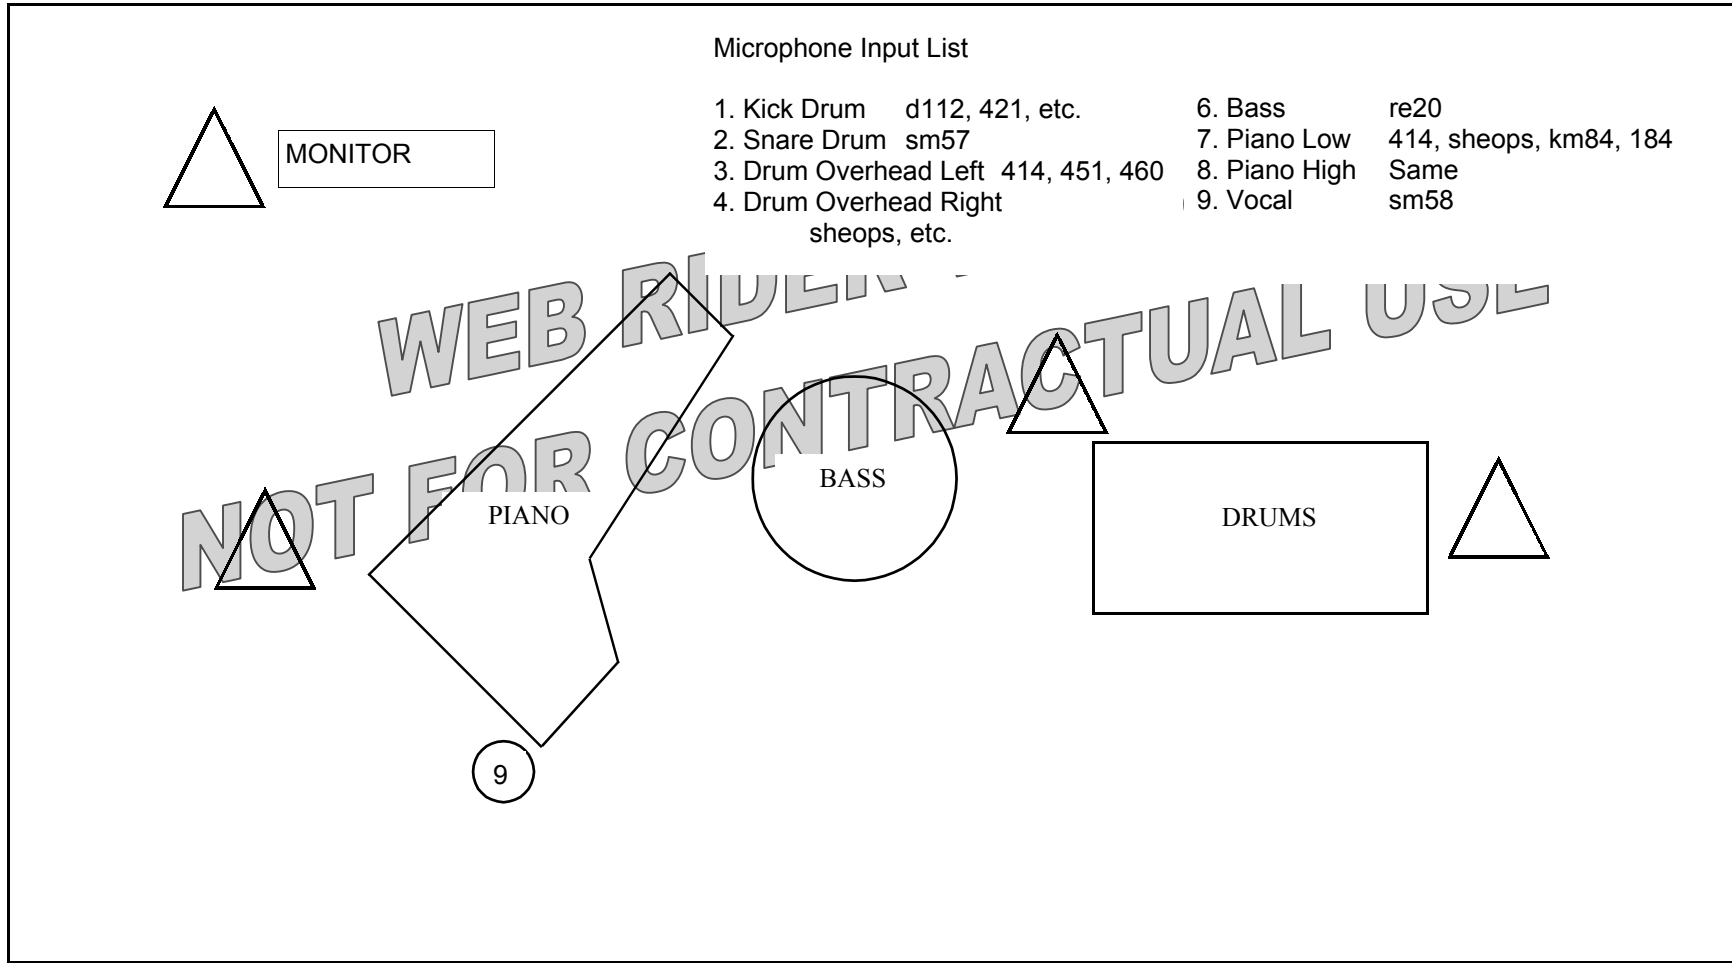 Microphone Input List
1. Kick Drum d112, 421, etc.
2. Snare Drum sm57
3. Drum Overhead Left 414, 451, 460
4. Drum Overhead Right
sheops, etc.
6. Bass re20
7. Piano Low 414, sheops, km84, 184
8. Piano High Same
9. Vocal sm58
MONITOR
WEB RIDER
NOT FOR CONTRACTUAL USE
BASS
PIANO
DRUMS
9